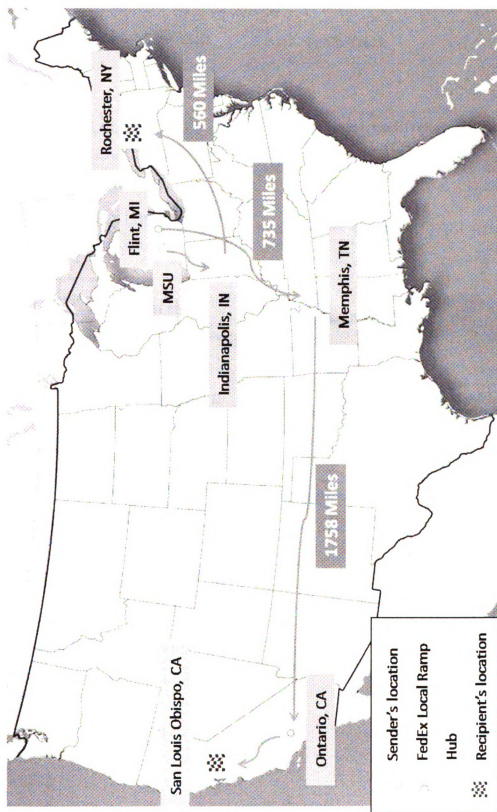 Rochester, NY
560 Miles
Flint, MI
MSU
735 Miles
Indianapolis, IN
Memphis, TN
1758 Miles
San Louis Obispo, CA
Ontario, CA
Sender's location
FedEx Local Ramp
Hub
Recipient's location